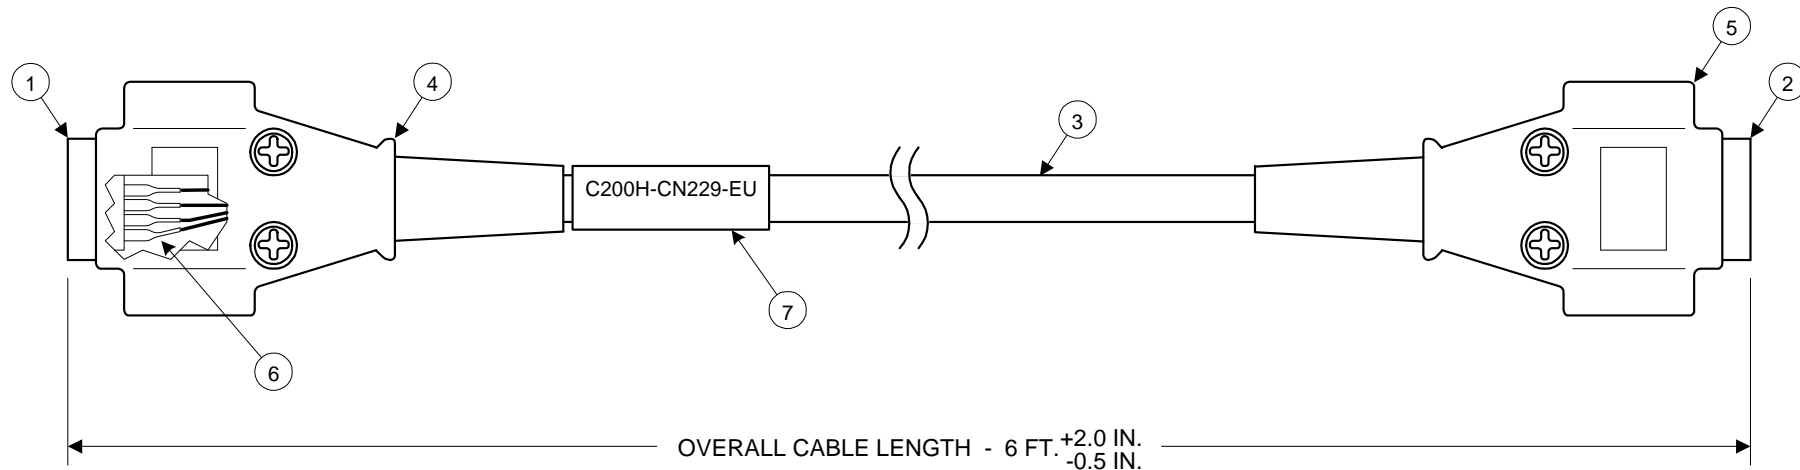 1
4
5
2
3
C200H-CN229-EU
7
6
OVERALL CABLE LENGTH - 6 FT. +2.0 IN.
-0.5 IN.